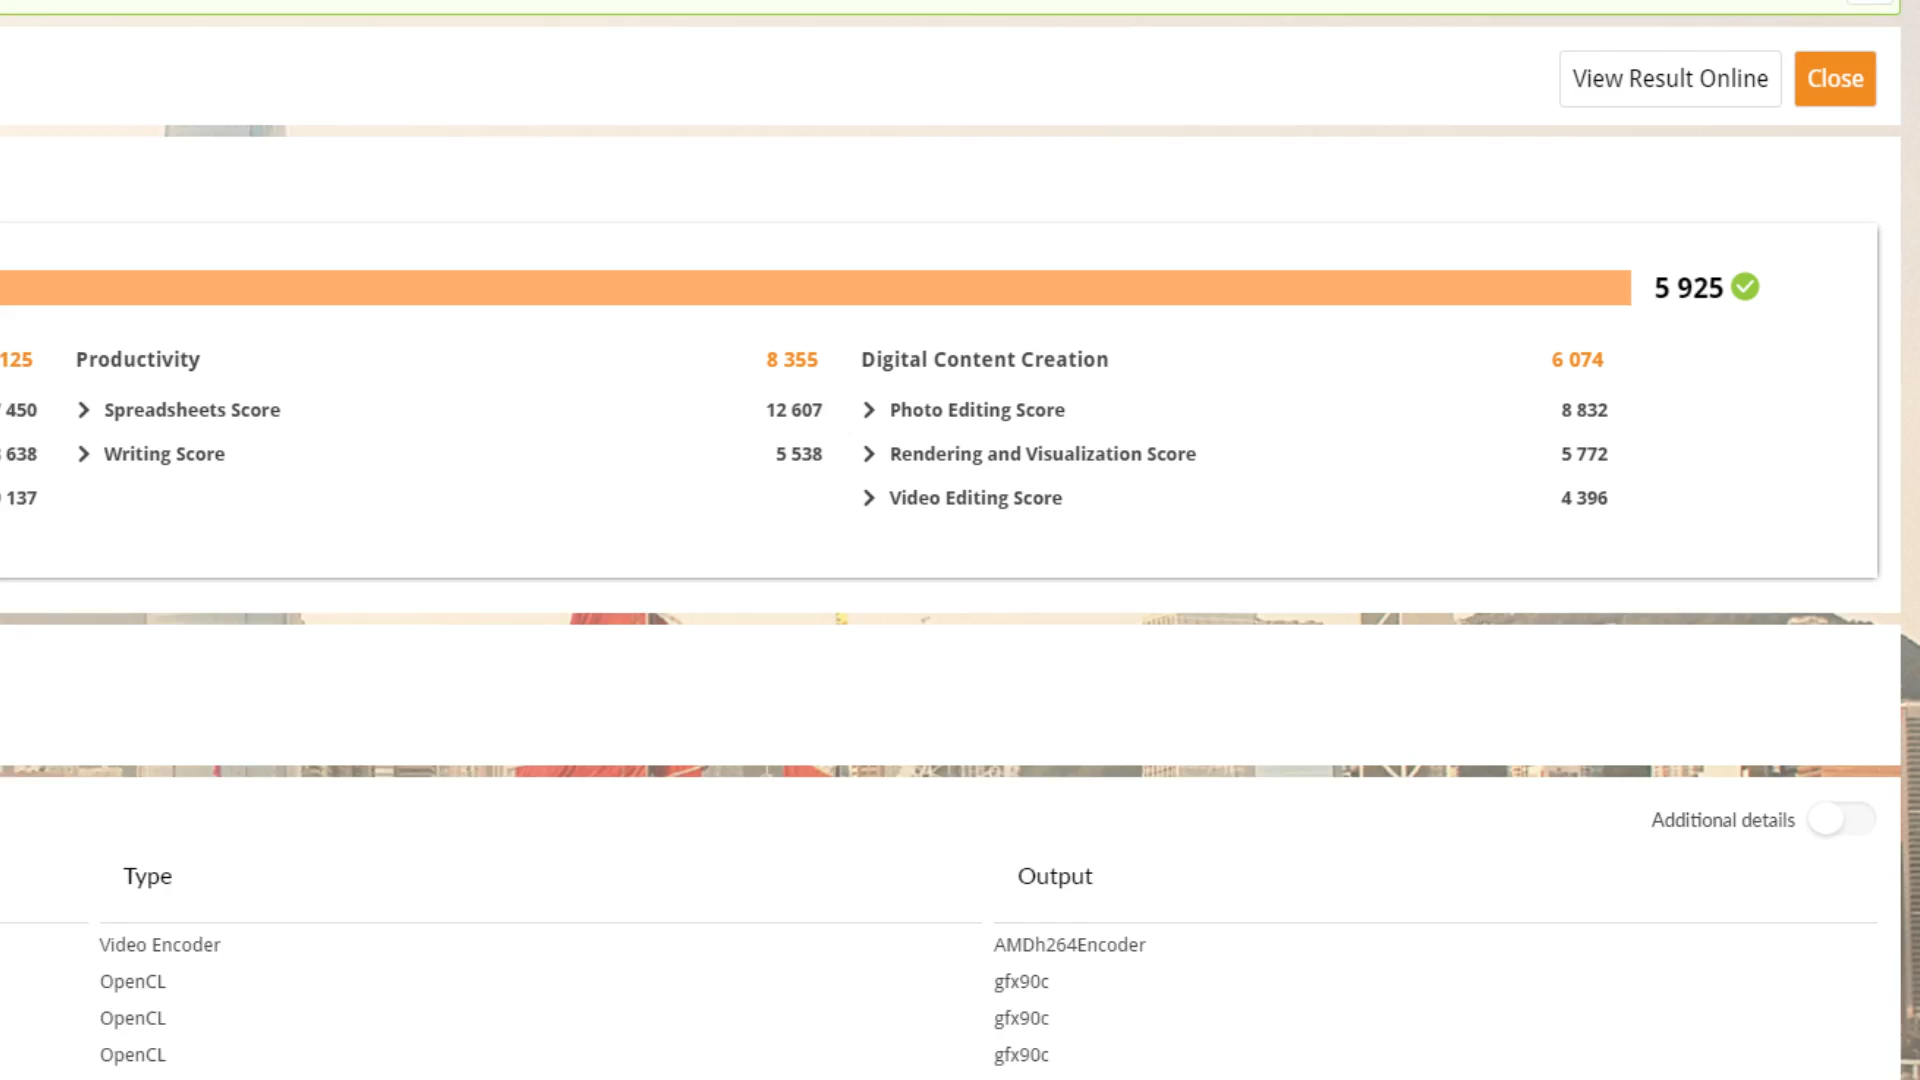 View Result Online Close
5 925
125 Productivity 8 355 Digital Content Creation 6 074
450 Spreadsheets Score 12 607 Photo Editing Score 8 832
638 Writing Score 5 538 Rendering and Visualization Score 5 772
137 Video Editing Score 4 396
Additional details
Type Output
Video Encoder AMDh264Encoder
OpenCL gfx90c
OpenCL gfx90c
OpenCL gfx90c